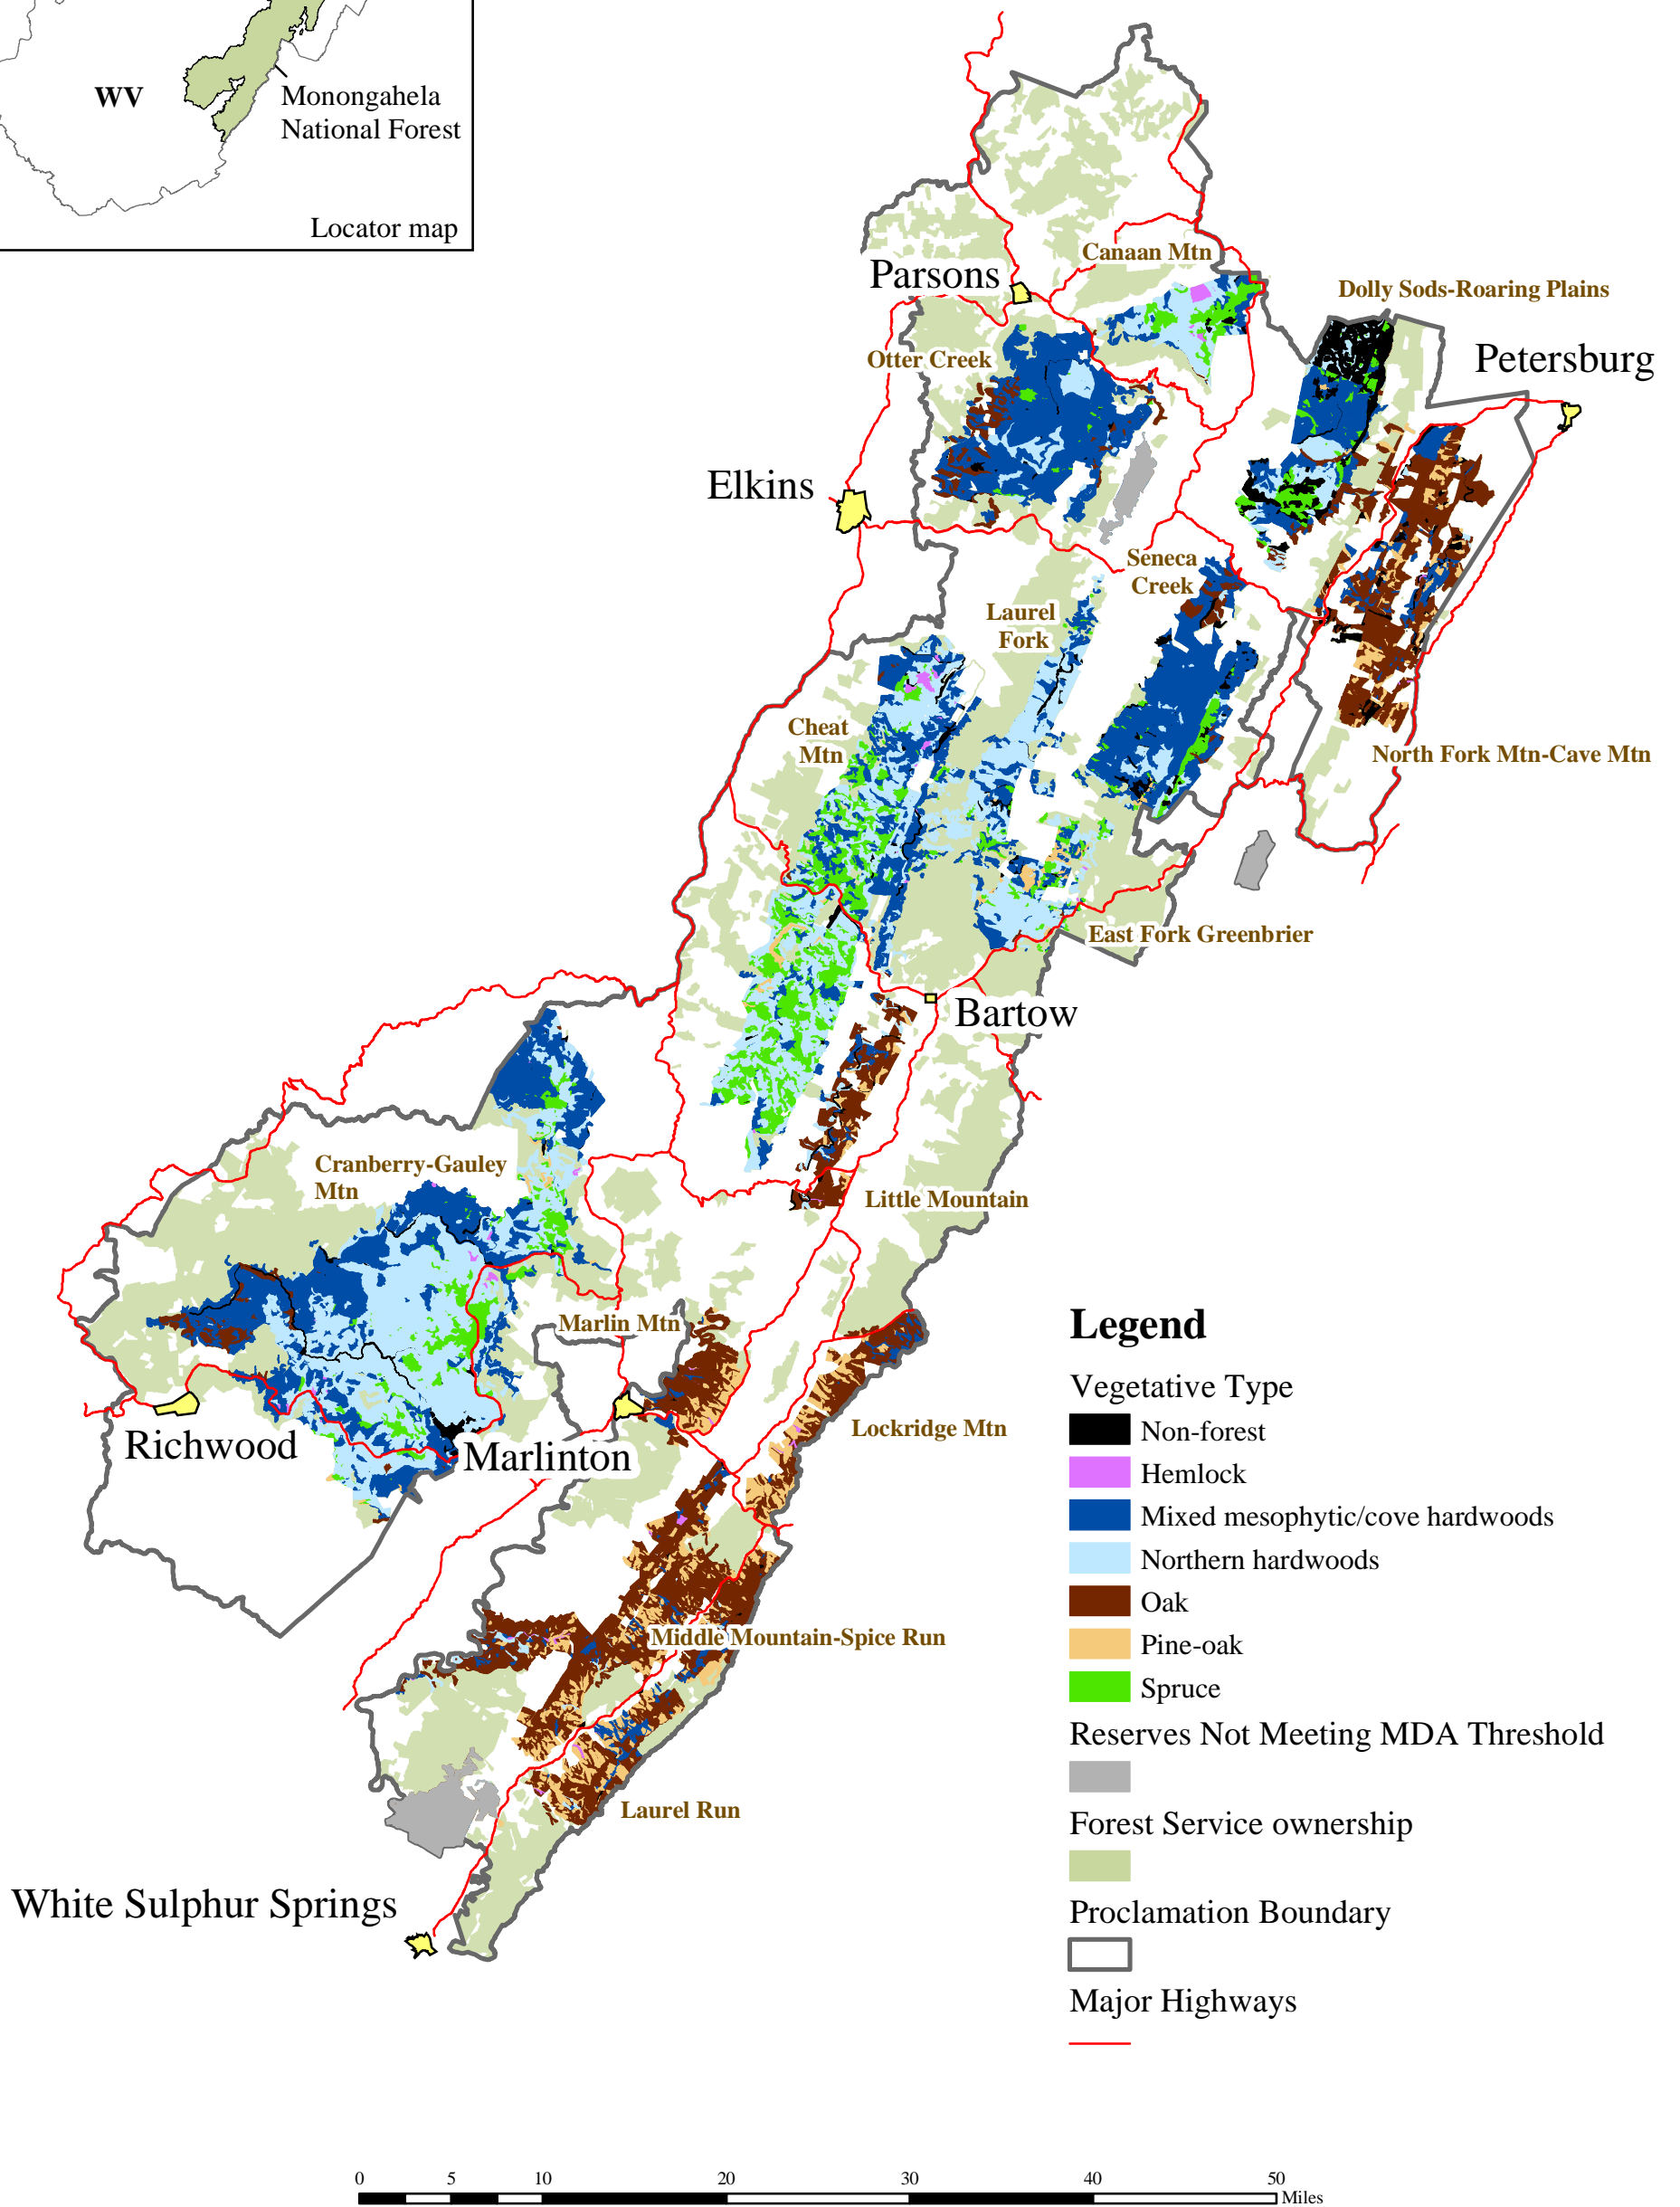 WV
Monongahela
National Forest
Locator map
Canaan Mtn
Parsons
Dolly Sods-Roaring Plains
Petersburg
Otter Creek
Elkins
Seneca
Creek
Laurel
Fork
Cheat
Mtn
North Fork Mtn-Cave Mtn
East Fork Greenbrier
Bartow
Cranberry-Gauley
Mtn
Little Mountain
Marlin Mtn
Lockridge Mtn
Richwood
Marlinton
Middle Mountain-Spice Run
Laurel Run
White Sulphur Springs
Legend
Vegetative Type
Non-forest
Hemlock
Mixed mesophytic/cove hardwoods
Northern hardwoods
Oak
Pine-oak
Spruce
Reserves Not Meeting MDA Threshold
Forest Service ownership
Proclamation Boundary
Major Highways
0 5 10 20 30 40 50
Miles